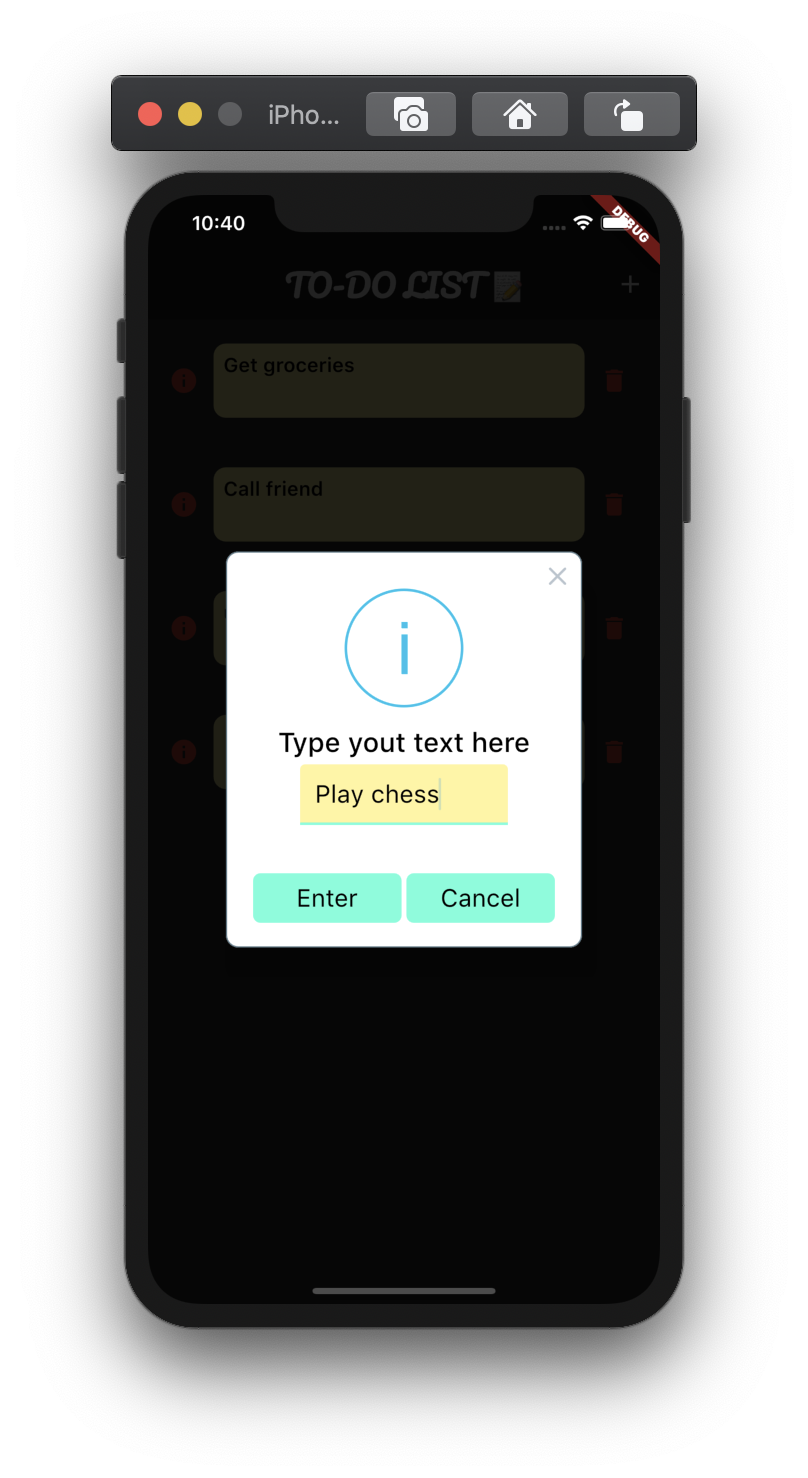 iPho...
10:40
DEBUG
TO-DO LIST
Get groceries
Call friend
i
Type yout text here
Play chess
Enter
Cancel